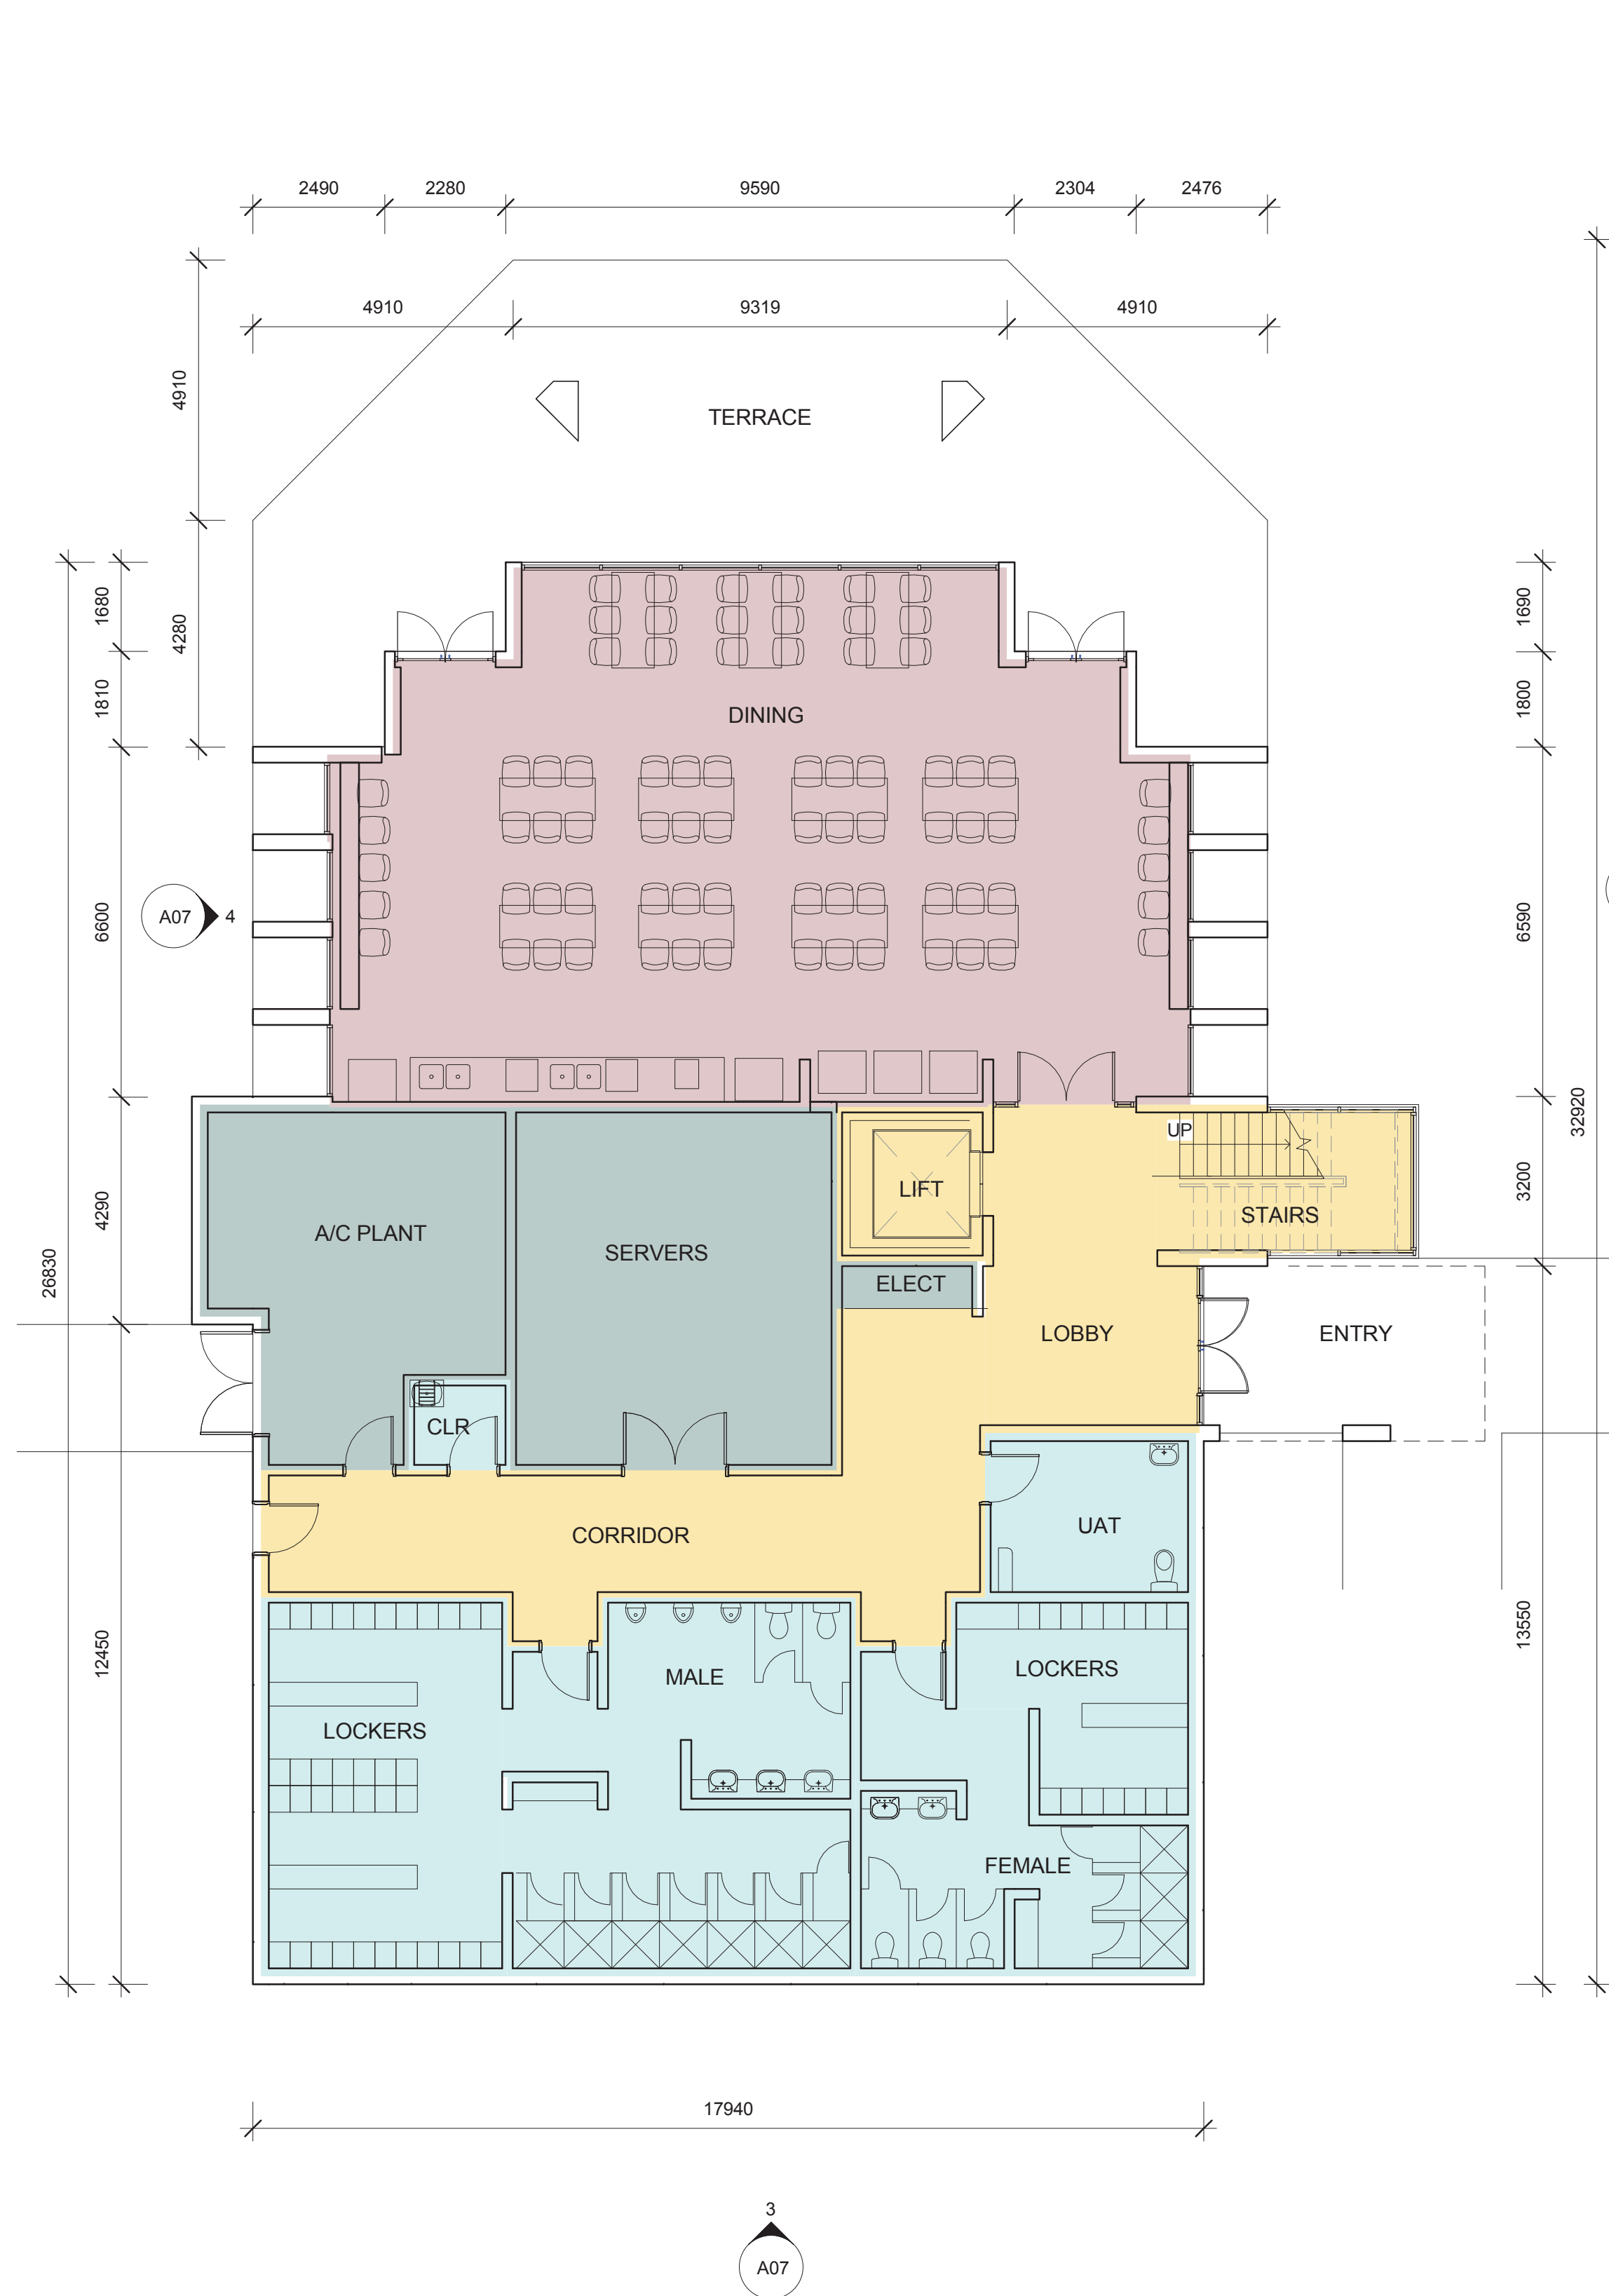 2490 2280 9590 2304 2476
4910 9319 4910
4910
TERRACE
1680
4280
1690
1810
1800
DINING
6600
A07 4
6590
32920
UP
4290
3200
LIFT
STAIRS
A/C PLANT
SERVERS
26830
ELECT
LOBBY
ENTRY
CLR
CORRIDOR
UAT
12450
13550
MALE
LOCKERS
LOCKERS
FEMALE
17940
3
A07